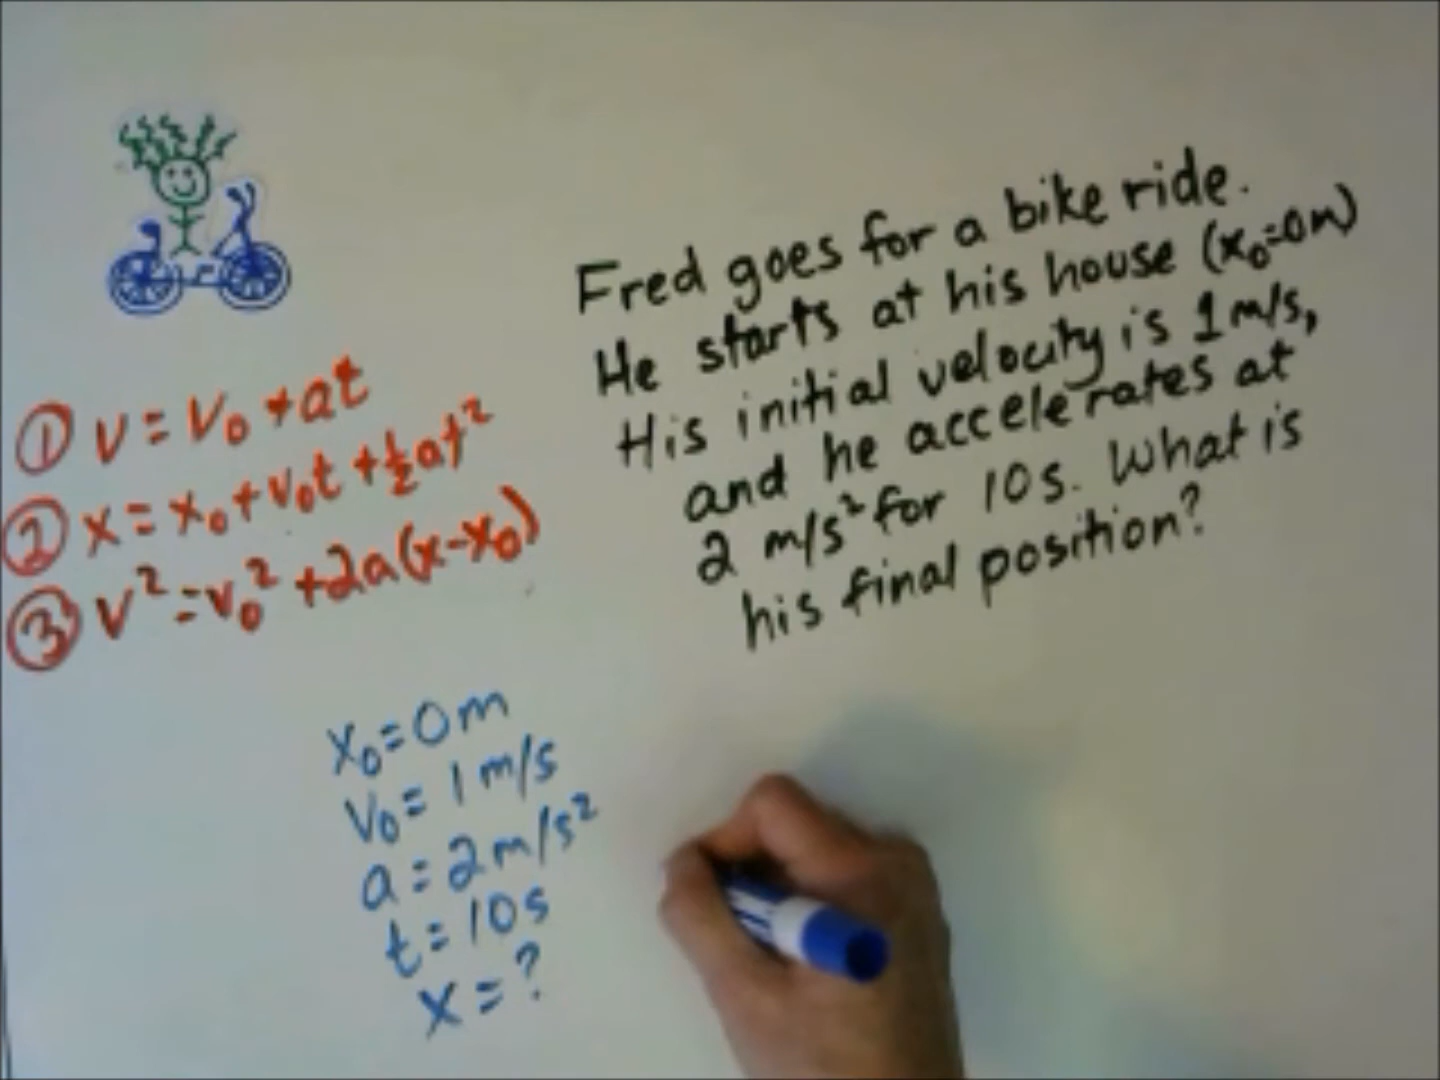 Fred goes for a bike ride.
He starts at his house (x₀=0m)
His initial velocity is 1 m/s,
and he accelerates at
2 m/s² for 10s. What is
his final position?
① v = v₀ + at
② x = x₀ + v₀t + ½at²
③ v² = v₀² + 2a(x-x₀)
x₀ = 0m
v₀ = 1 m/s
a = 2m/s²
t = 10s
x = ?